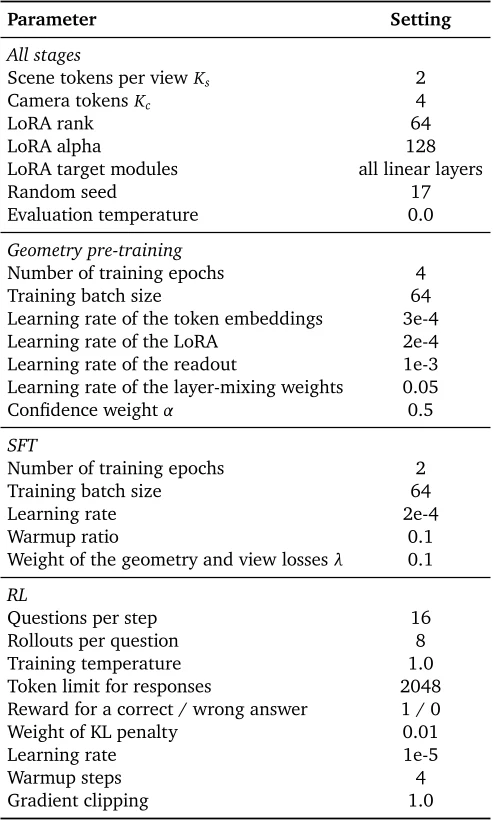 Parameter Setting
All stages
Scene tokens per view Kₛ 2
Camera tokens K꜀ 4
LoRA rank 64
LoRA alpha 128
LoRA target modules all linear layers
Random seed 17
Evaluation temperature 0.0
Geometry pre-training
Number of training epochs 4
Training batch size 64
Learning rate of the token embeddings 3e-4
Learning rate of the LoRA 2e-4
Learning rate of the readout 1e-3
Learning rate of the layer-mixing weights 0.05
Confidence weight α 0.5
SFT
Number of training epochs 2
Training batch size 64
Learning rate 2e-4
Warmup ratio 0.1
Weight of the geometry and view losses λ 0.1
RL
Questions per step 16
Rollouts per question 8
Training temperature 1.0
Token limit for responses 2048
Reward for a correct / wrong answer 1 / 0
Weight of KL penalty 0.01
Learning rate 1e-5
Warmup steps 4
Gradient clipping 1.0